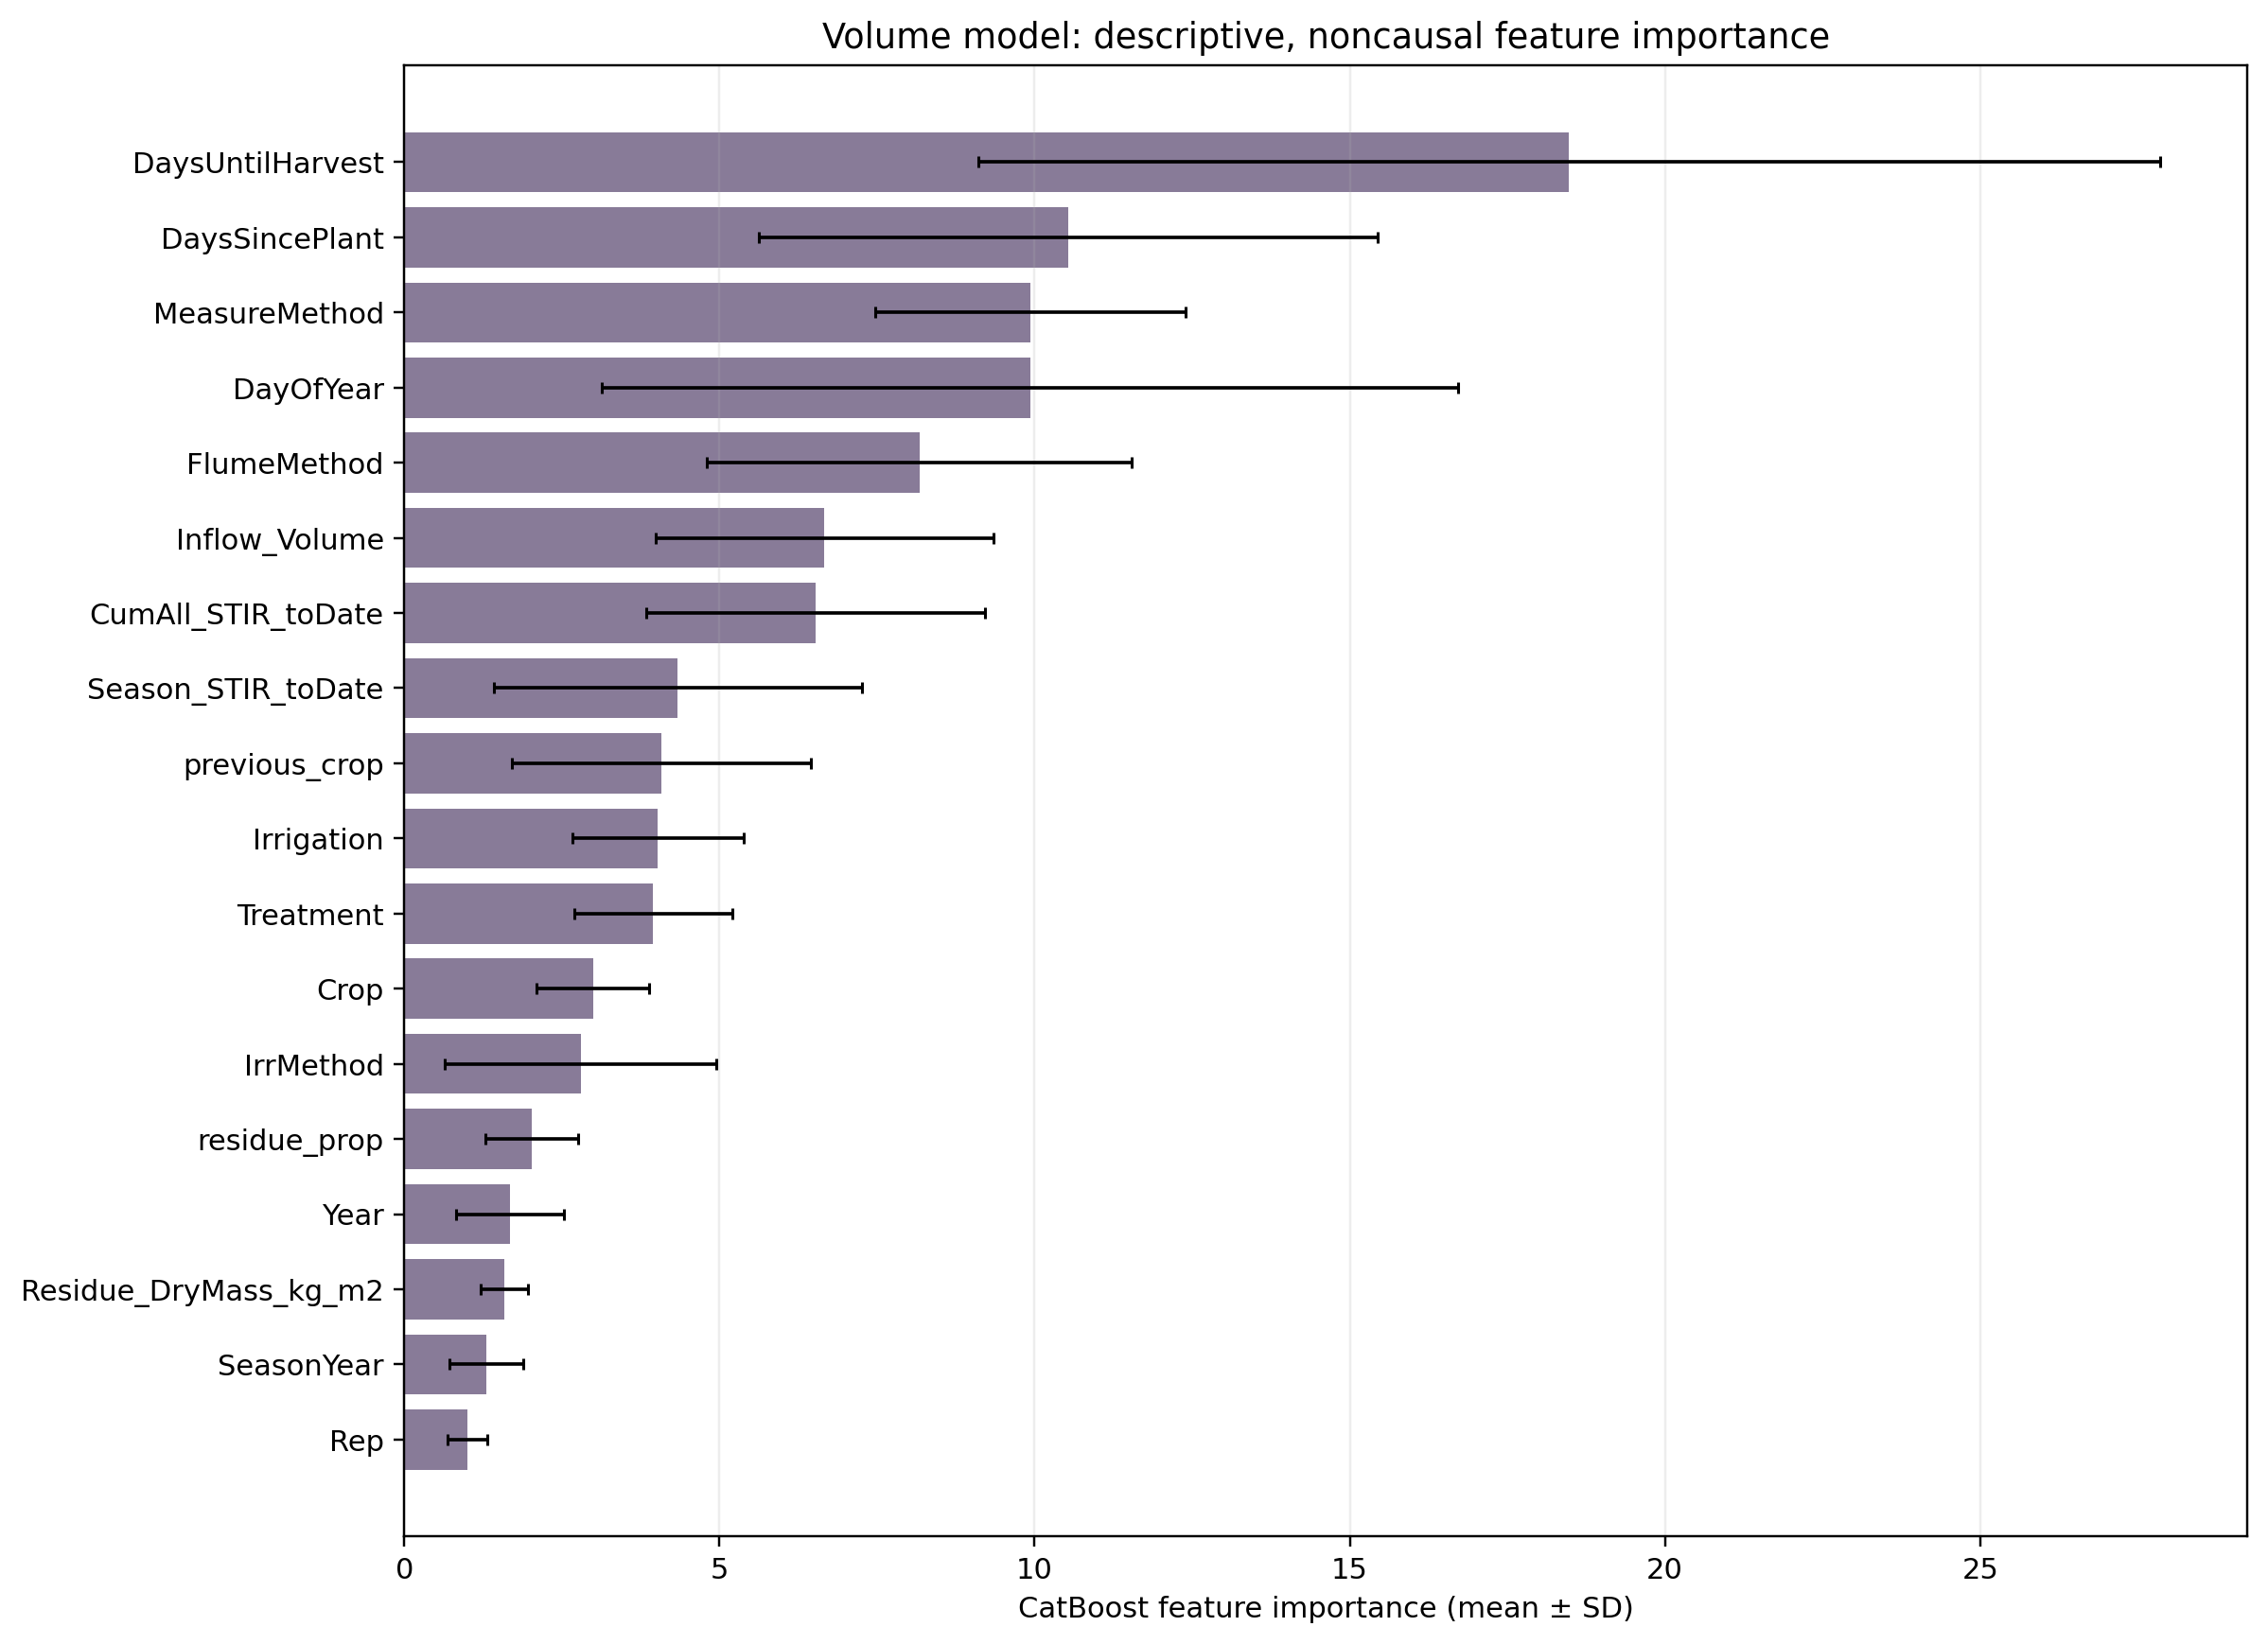 Volume model: descriptive, noncausal feature importance
DaysUntilHarvest
DaysSincePlant
MeasureMethod
DayOfYear
FlumeMethod
Inflow_Volume
CumAll_STIR_toDate
Season_STIR_toDate
previous_crop
Irrigation
Treatment
Crop
IrrMethod
residue_prop
Year
Residue_DryMass_kg_m2
SeasonYear
Rep
0 5 10 15 20 25
CatBoost feature importance (mean ± SD)